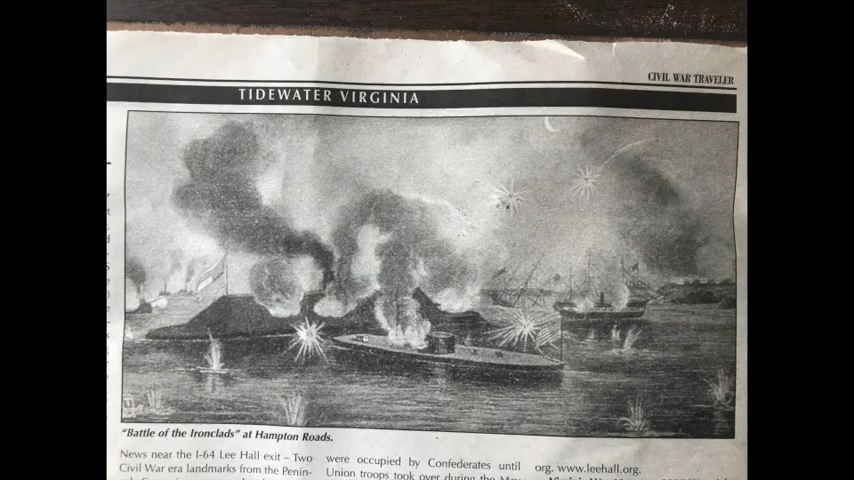 CIVIL WAR TRAVELER
TIDEWATER VIRGINIA
"Battle of the Ironclads" at Hampton Roads.
News near the I-64 Lee Hall exit – Two
Civil War era landmarks from the Penin-
were occupied by Confederates until
Union troops took over during the May
org. www.leehall.org.